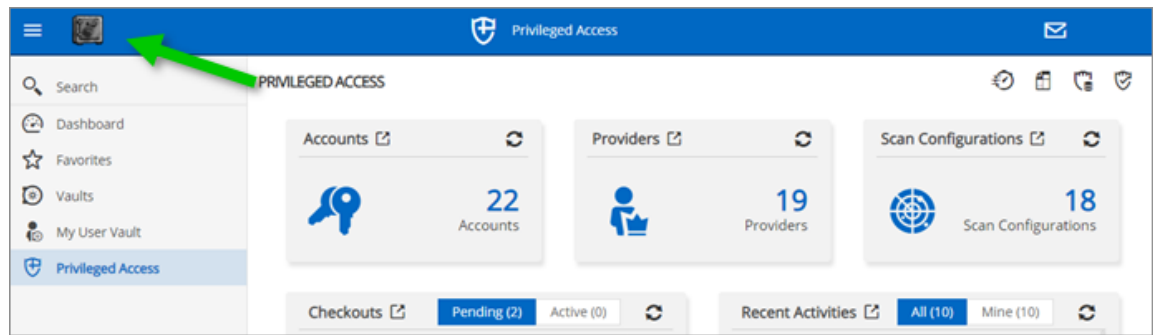 Privileged Access
Search
Dashboard
Favorites
Vaults
My User Vault
Privileged Access
PRIVILEGED ACCESS
Accounts
22
Accounts
Providers
19
Providers
Scan Configurations
18
Scan Configurations
Checkouts Pending (2) Active (0)
Recent Activities All (10) Mine (10)